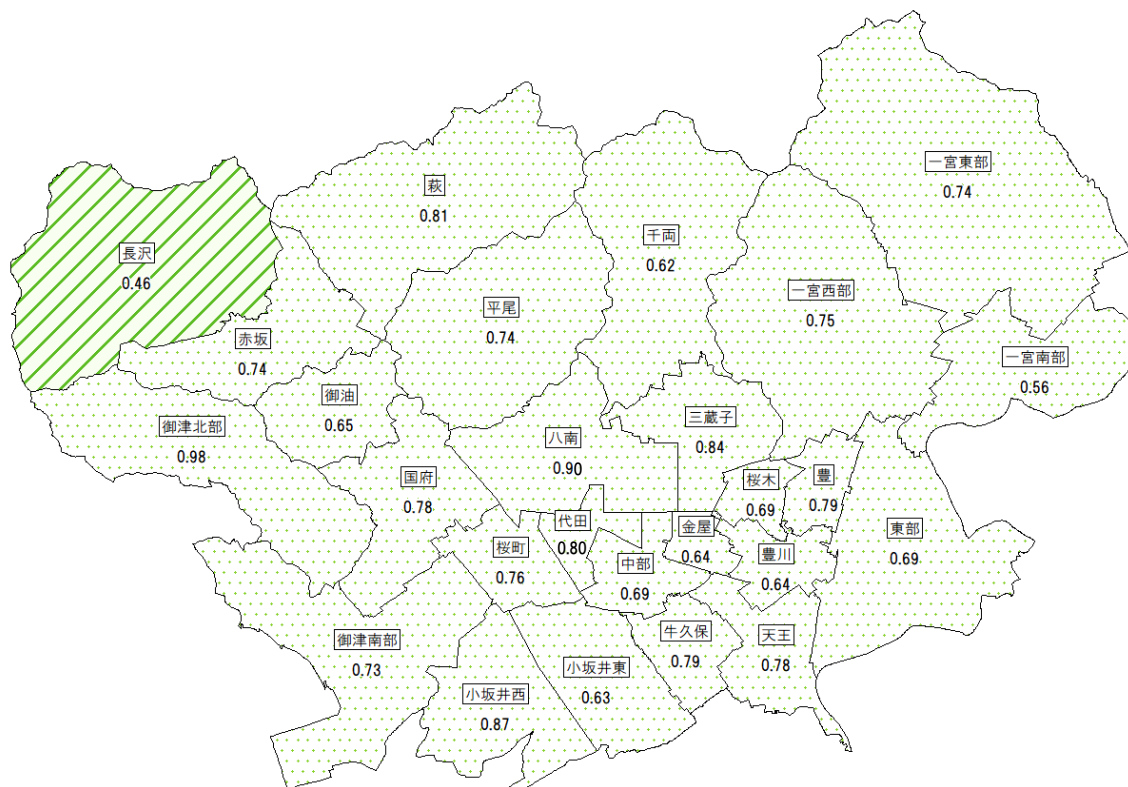 一宮東部
0.74
萩
0.81
千両
0.62
長沢
0.46
一宮西部
0.75
平尾
0.74
赤坂
0.74
一宮南部
0.56
御油
0.65
三蔵子
0.84
御津北部
0.98
八南
0.90
国府
0.78
桜木
0.69
豊
0.79
代田
0.80
金屋
0.64
東部
0.69
桜町
0.76
中部
0.69
豊川
0.64
御津南部
0.73
牛久保
0.79
天王
0.78
小坂井東
0.63
小坂井西
0.87